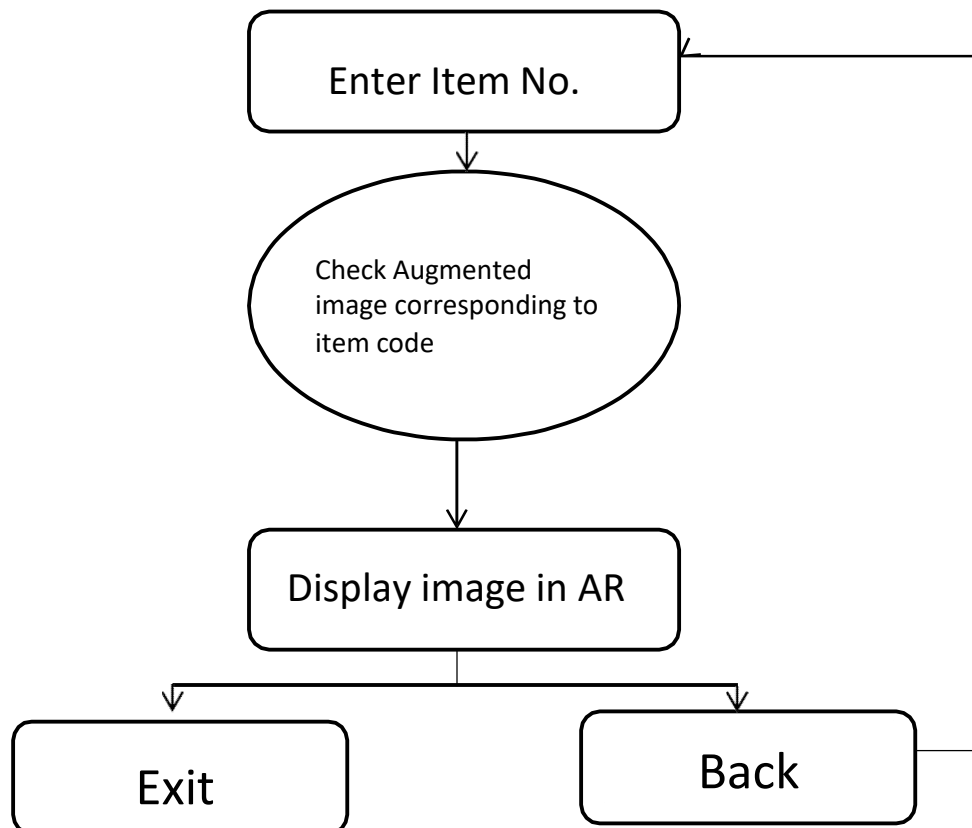 Enter Item No.
Check Augmented
image corresponding to
item code
Display image in AR
Exit
Back